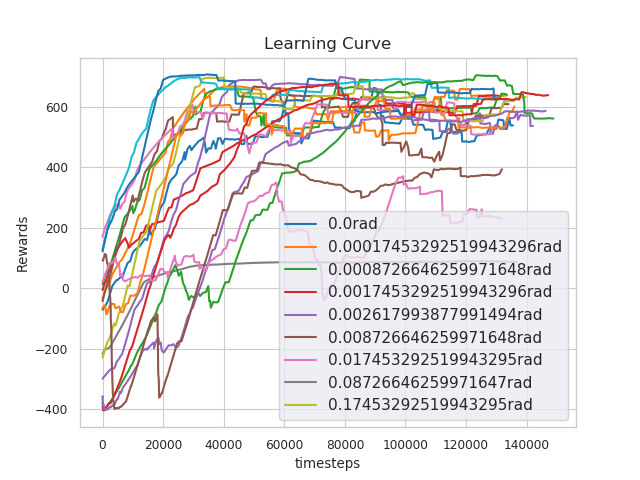 Learning Curve
Rewards
600
400
200
0
−200
−400
0
20000
40000
60000
80000
100000
120000
140000
timesteps
0.0rad
0.00017453292519943296rad
0.0008726646259971648rad
0.0017453292519943296rad
0.002617993877991494rad
0.008726646259971648rad
0.017453292519943295rad
0.08726646259971647rad
0.17453292519943295rad